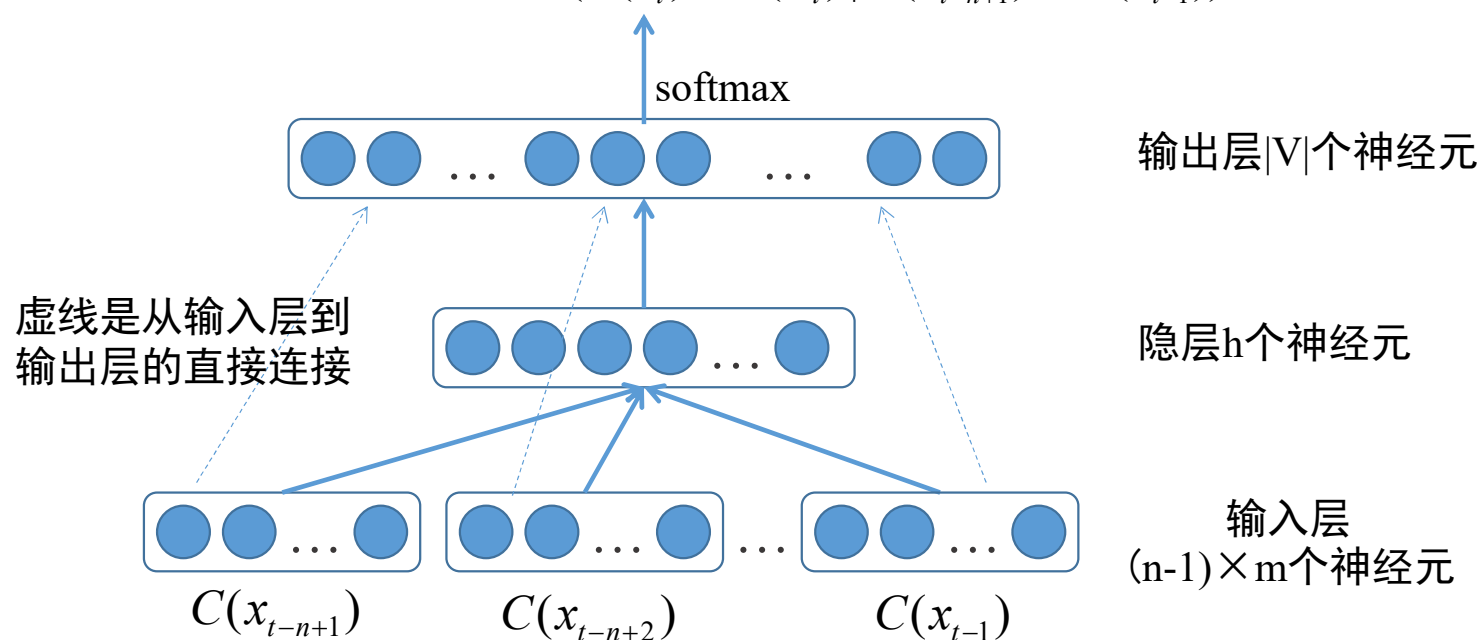 softmax
… …
输出层|V|个神经元
虚线是从输入层到
输出层的直接连接
…
隐层h个神经元
… … … …
输入层
(n-1)×m个神经元
C(x_{t-n+1}) C(x_{t-n+2}) C(x_{t-1})